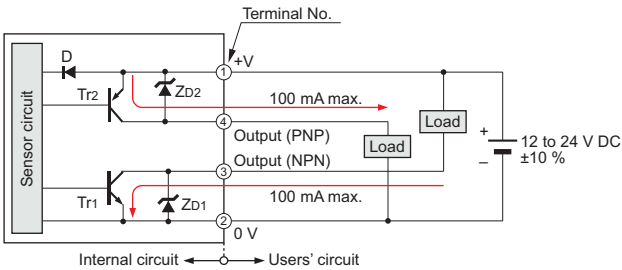 Terminal No.
D
1
+V
Tr2
ZD2
100 mA max.
4
Output (PNP)
Load
Load
+
12 to 24 V DC
±10 %
–
Sensor circuit
Output (NPN)
3
100 mA max.
Tr1
ZD1
2
0 V
Internal circuit
Users' circuit